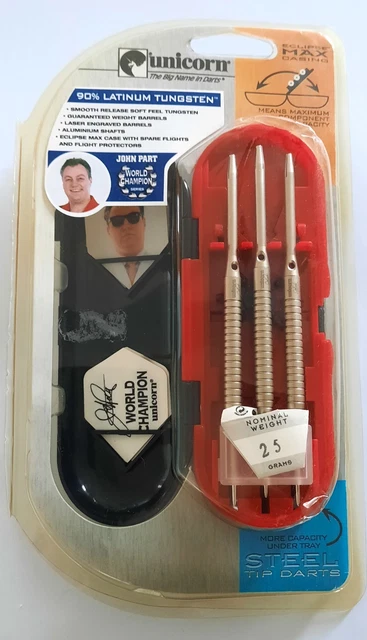 unicorn
The Big Name in Darts
ECLIPSE
MAX
CASING
MEANS MAXIMUM
COMPONENT
CAPACITY
90% LATINUM TUNGSTEN™
• SMOOTH RELEASE SOFT FEEL TUNGSTEN
• GUARANTEED WEIGHT BARRELS
• LASER ENGRAVED BARRELS
• ALUMINIUM SHAFTS
• ECLIPSE MAX CASE WITH SPARE FLIGHTS
AND FLIGHT PROTECTORS
JOHN PART
WORLD
CHAMPION
SERIES
WORLD
CHAMPION
unicorn
NOMINAL
WEIGHT
25
GRAMS
MORE CAPACITY
UNDER TRAY
STEEL
TIP DARTS